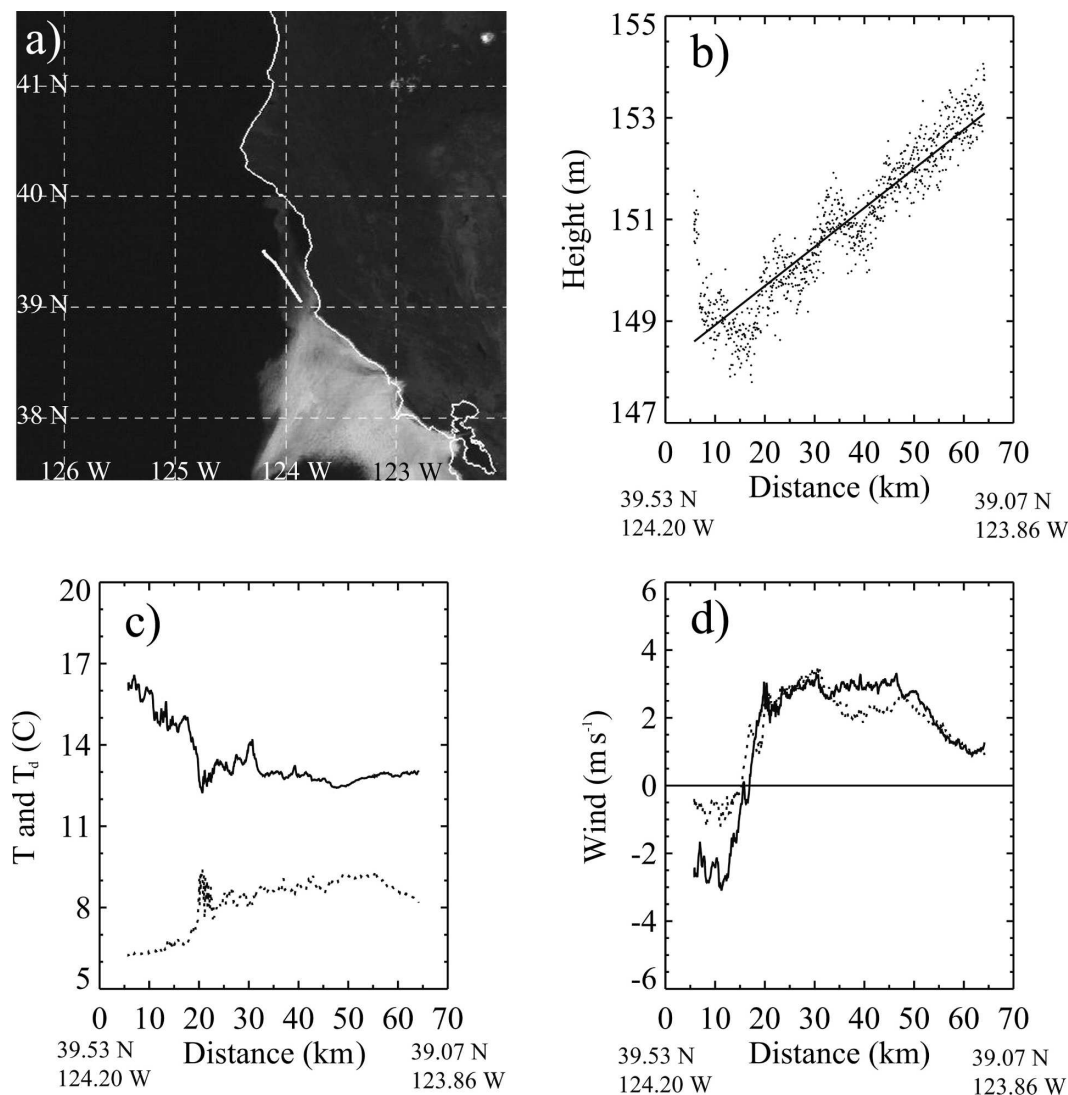 a)
41 N
40 N
39 N
38 N
126 W
125 W
124 W
123 W
b)
155
153
151
149
147
Height (m)
0 10 20 30 40 50 60 70
Distance (km)
39.53 N
124.20 W
39.07 N
123.86 W
c)
20
17
14
11
8
5
T and Td (C)
0 10 20 30 40 50 60 70
Distance (km)
39.53 N
124.20 W
39.07 N
123.86 W
d)
6
4
2
0
-2
-4
-6
Wind (m s-1)
0 10 20 30 40 50 60 70
Distance (km)
39.53 N
124.20 W
39.07 N
123.86 W